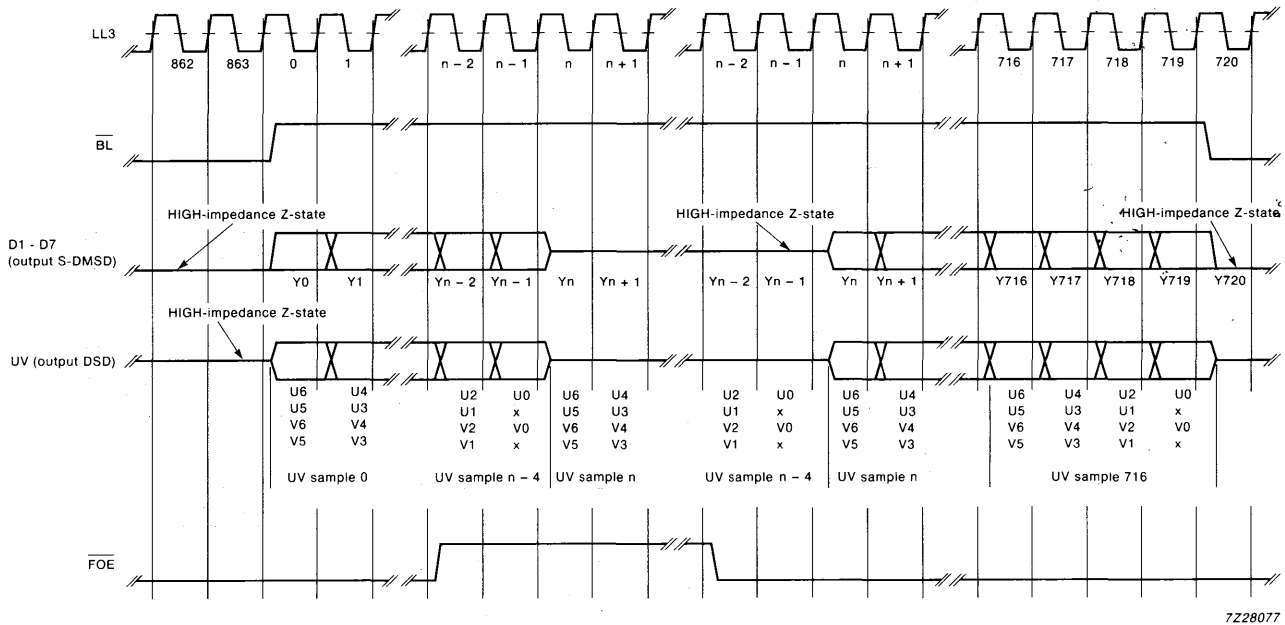 LL3
862 863 0 1 n – 2 n – 1 n n + 1 n – 2 n – 1 n n + 1 716 717 718 719 720
BL
HIGH-impedance Z-state HIGH-impedance Z-state HIGH-impedance Z-state
D1 - D7
(output S-DMSD)
Y0 Y1 Yn – 2 Yn – 1 Yn Yn + 1 Yn – 2 Yn – 1 Yn Yn + 1 Y716 Y717 Y718 Y719 Y720
HIGH-impedance Z-state
UV (output DSD)
U6 U4 U2 U0 U6 U4 U2 U0 U6 U4 U6 U4 U2 U0
U5 U3 U1 x U5 U3 U1 x U5 U3 U5 U3 U1 x
V6 V4 V2 V0 V6 V4 V2 V0 V6 V4 V6 V4 V2 V0
V5 V3 V1 x V5 V3 V1 x V5 V3 V5 V3 V1 x
UV sample 0 UV sample n – 4 UV sample n UV sample n – 4 UV sample n UV sample 716
FOE
7Z28077